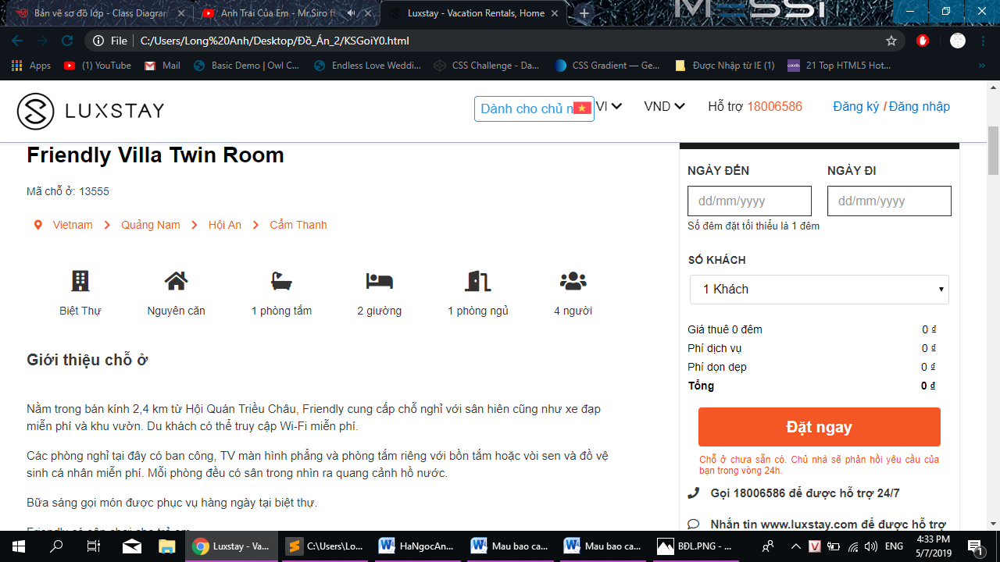 MESSI
Bản vẽ sơ đồ lớp - Class Diagram
Anh Trai Của Em - Mr.Siro ft
Luxstay - Vacation Rentals, Home
File
C:/Users/Long%20Anh/Desktop/Đồ_Án_2/KSGoiY0.html
Apps
(1) YouTube
Mail
Basic Demo | Owl C...
Endless Love Weddi...
CSS Challenge - Da...
CSS Gradient — Ge...
Được Nhập từ IE (1)
21 Top HTML5 Hot...
LUXSTAY
Dành cho chủ n
VI
VND
Hỗ trợ 18006586
Đăng ký / Đăng nhập
Friendly Villa Twin Room
Mã chỗ ở: 13555
Vietnam > Quảng Nam > Hội An > Cẩm Thanh
Biệt Thự
Nguyên căn
1 phòng tắm
2 giường
1 phòng ngủ
4 người
Giới thiệu chỗ ở
Nằm trong bán kính 2,4 km từ Hội Quán Triều Châu, Friendly cung cấp chỗ nghỉ với sân hiên cũng như xe đạp
miễn phí và khu vườn. Du khách có thể truy cập Wi-Fi miễn phí.
Các phòng nghỉ tại đây có ban công, TV màn hình phẳng và phòng tắm riêng với bồn tắm hoặc vòi sen và đồ vệ
sinh cá nhân miễn phí. Mỗi phòng đều có sân trong nhìn ra quang cảnh hồ nước.
Bữa sáng gọi món được phục vụ hàng ngày tại biệt thự.
NGÀY ĐẾN
NGÀY ĐI
dd/mm/yyyy
dd/mm/yyyy
Số đêm đặt tối thiểu là 1 đêm
SỐ KHÁCH
1 Khách
Giá thuê 0 đêm 0 ₫
Phí dịch vụ 0 ₫
Phí dọn dẹp 0 ₫
Tổng 0 ₫
Đặt ngay
Chỗ ở chưa sẵn có. Chủ nhà sẽ phản hồi yêu cầu của
bạn trong vòng 24h.
Gọi 18006586 để được hỗ trợ 24/7
Nhắn tin www.luxstay.com để được hỗ trợ
Luxstay - Va...
C:\Users\Lo...
HaNgocAn...
Mau bao ca...
Mau bao ca...
BĐL.PNG - ...
ENG
4:33 PM
5/7/2019
1